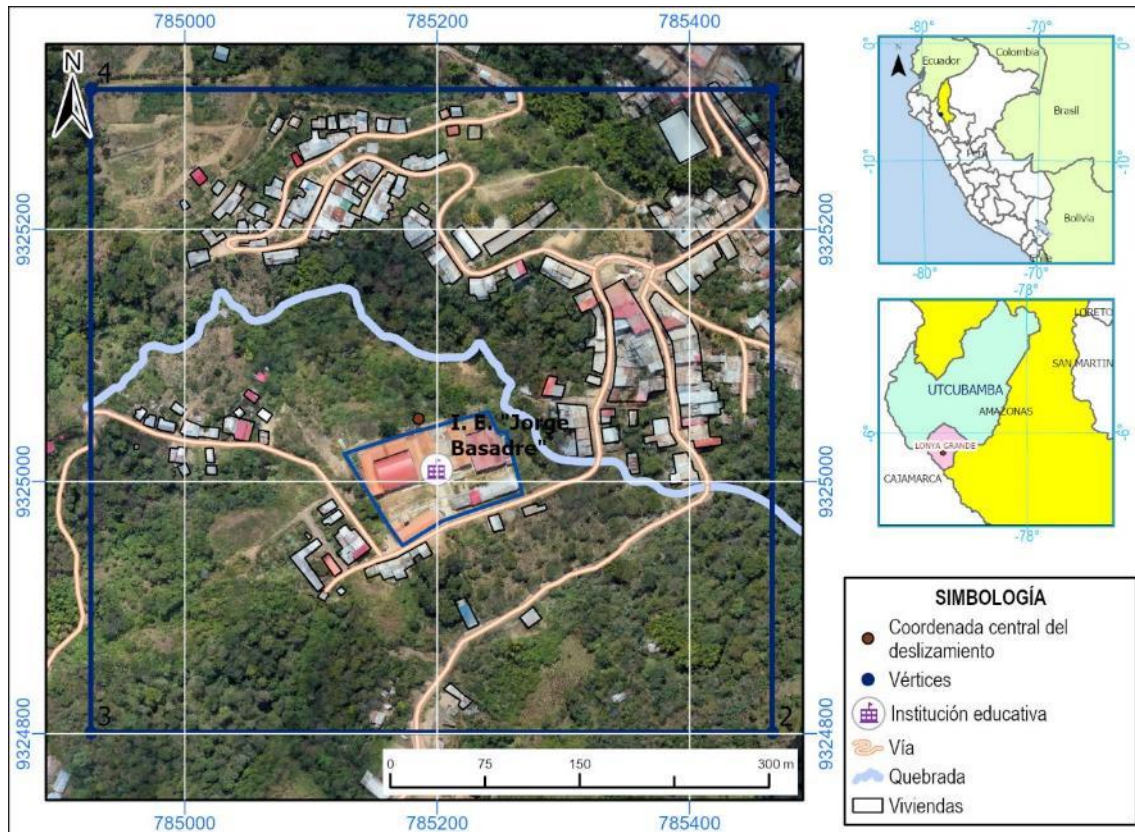 785000
785200
785400
N
4
1
9325200
9325200
I. E. "Jorge
Basadre"
9325000
9325000
3
2
9324800
9324800
0
75
150
300 m
785000
785200
785400
-80°
-70°
0°
0°
N
Ecuador
Colombia
Brasil
-10°
-10°
Bolivia
-80°
-70°
-78°
LORETO
SAN MARTIN
UTCUBAMBA
AMAZONAS
-6°
-6°
LONYA GRANDE
CAJAMARCA
-78°
SIMBOLOGÍA
Coordenada central del
deslizamiento
Vértices
Institución educativa
Vía
Quebrada
Viviendas